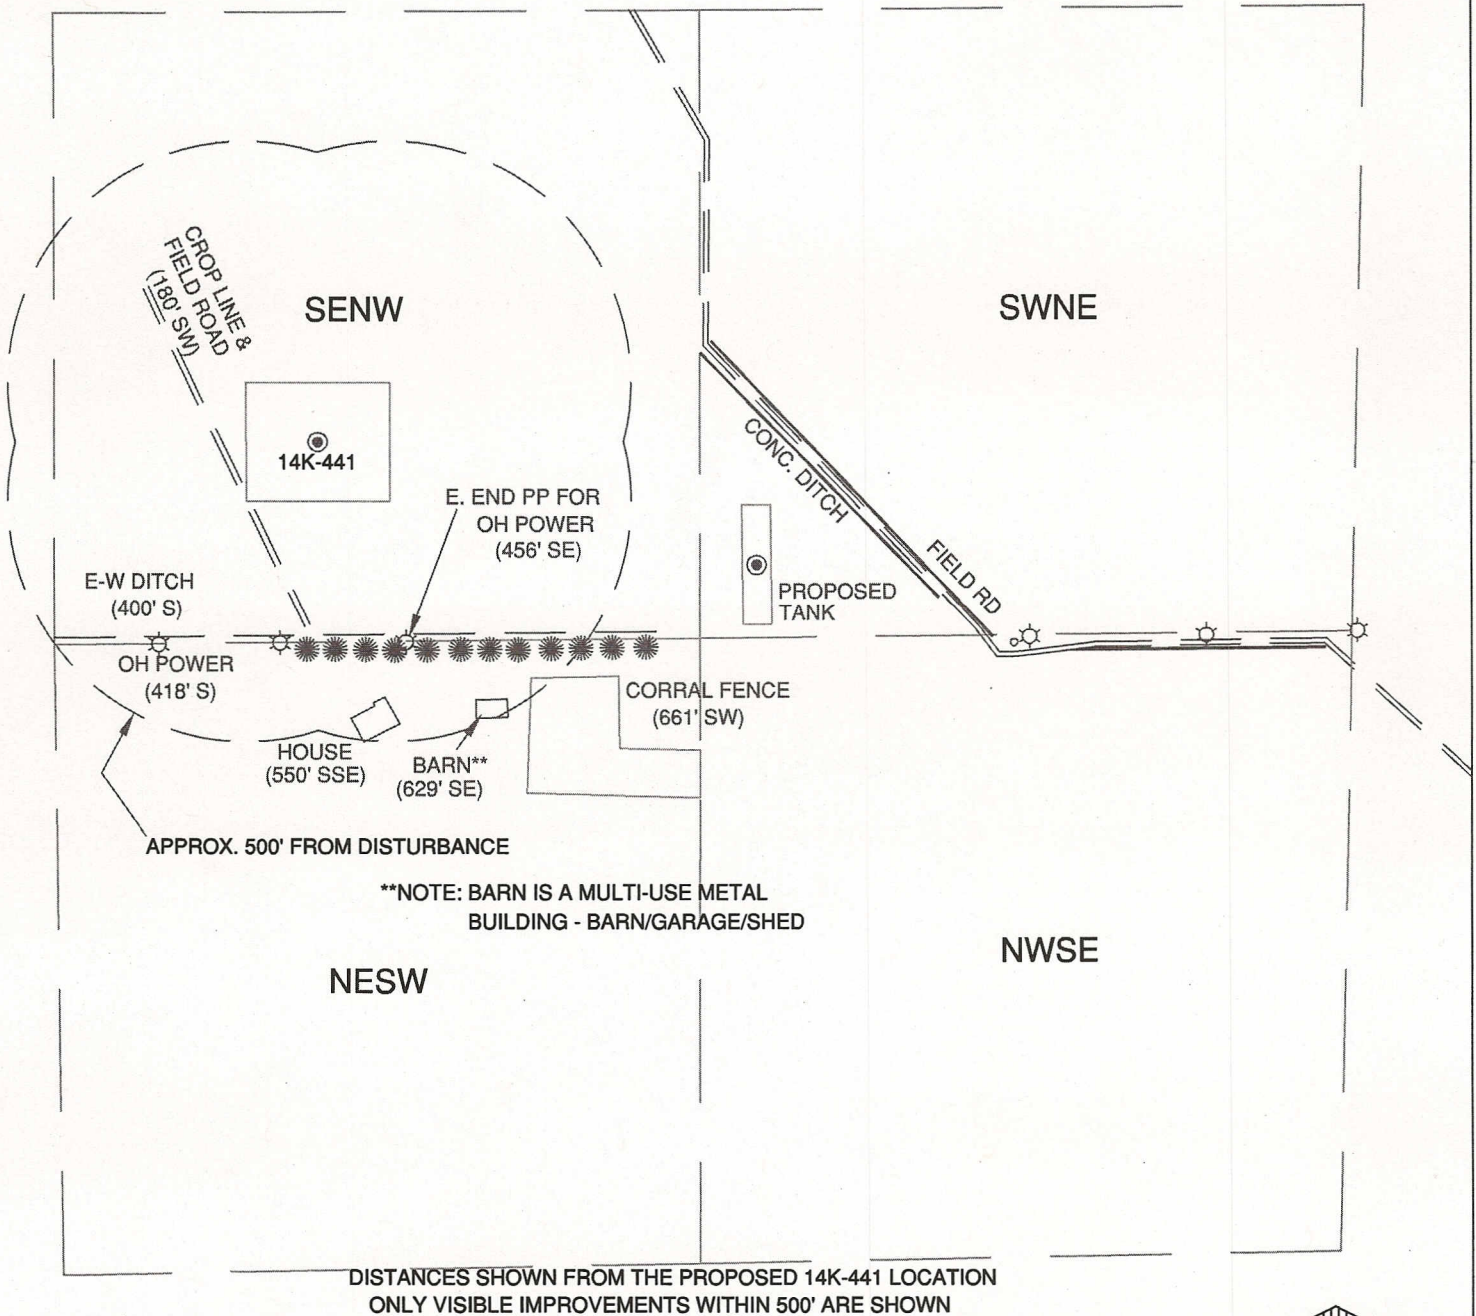 CROP LINE &
FIELD ROAD
(180' SW)
SENW
SWNE
14K-441
E. END PP FOR
OH POWER
(456' SE)
CONC. DITCH
FIELD RD
E-W DITCH
(400' S)
PROPOSED
TANK
OH POWER
(418' S)
CORRAL FENCE
(661' SW)
HOUSE
(550' SSE)
BARN**
(629' SE)
APPROX. 500' FROM DISTURBANCE
**NOTE: BARN IS A MULTI-USE METAL
BUILDING - BARN/GARAGE/SHED
NESW
NWSE
DISTANCES SHOWN FROM THE PROPOSED 14K-441 LOCATION
ONLY VISIBLE IMPROVEMENTS WITHIN 500' ARE SHOWN